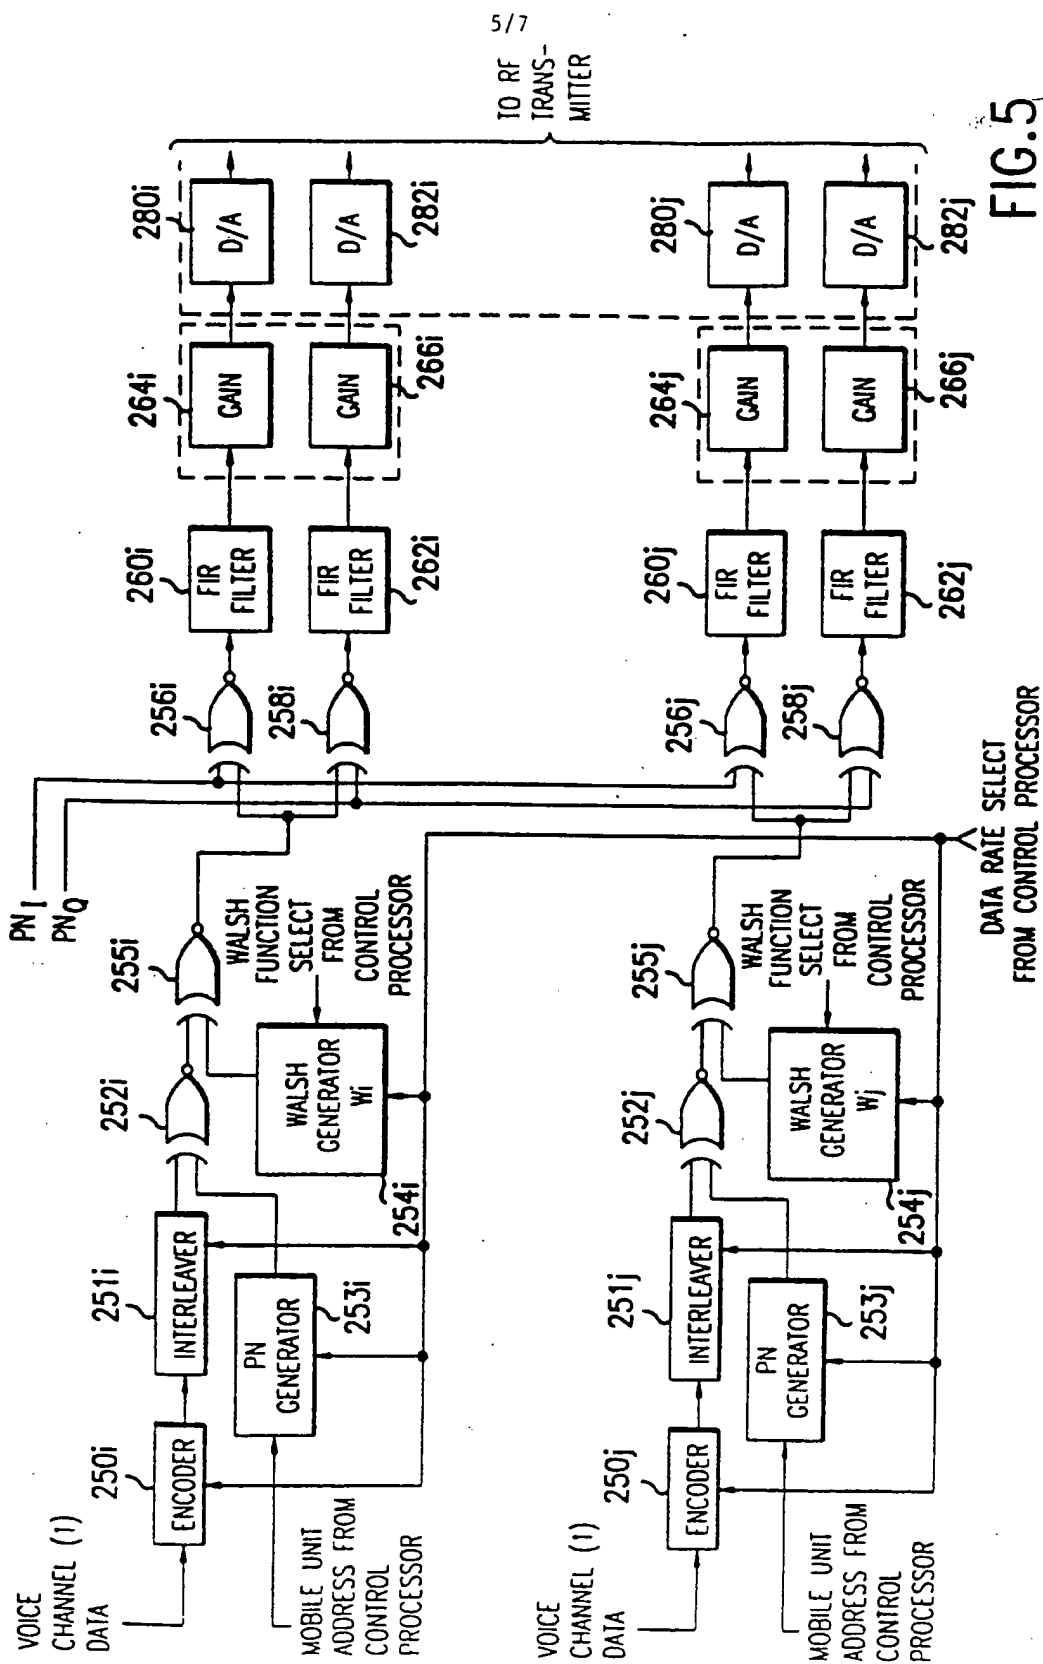 5/7
VOICE
CHANNEL (1)
DATA
250i
ENCODER
251i
INTERLEAVER
MOBILE UNIT
ADDRESS FROM
CONTROL
PROCESSOR
PN
GENERATOR
253i
252i
254i
WALSH
GENERATOR
Wi
255i
WALSH
FUNCTION
SELECT
FROM
CONTROL
PROCESSOR
PNI
PNQ
256i
258i
260i
FIR
FILTER
FIR
FILTER
262i
264i
GAIN
GAIN
266i
280i
D/A
D/A
282i
TO RF
TRANS-
MITTER
VOICE
CHANNEL (1)
DATA
250j
ENCODER
251j
INTERLEAVER
MOBILE UNIT
ADDRESS FROM
CONTROL
PROCESSOR
PN
GENERATOR
253j
252j
254j
WALSH
GENERATOR
Wj
255j
WALSH
FUNCTION
SELECT
FROM
CONTROL
PROCESSOR
256j
258j
260j
FIR
FILTER
FIR
FILTER
262j
264j
GAIN
GAIN
266j
280j
D/A
D/A
282j
DATA RATE SELECT
FROM CONTROL PROCESSOR
FIG.5